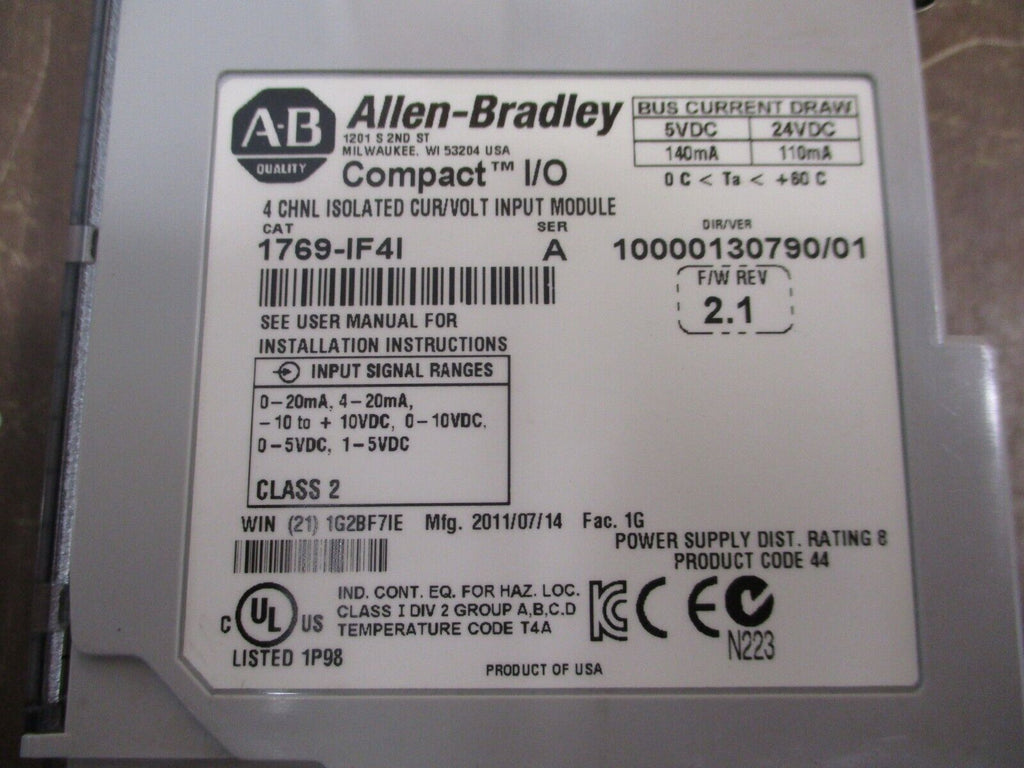 A·B
QUALITY
Allen-Bradley
1201 S 2ND ST
MILWAUKEE, WI 53204 USA
Compact™ I/O
BUS CURRENT DRAW
5VDC 24VDC
140mA 110mA
0 C < Ta < +60 C
4 CHNL ISOLATED CUR/VOLT INPUT MODULE
CAT SER DIR/VER
1769-IF4I A 10000130790/01
F/W REV
2.1
SEE USER MANUAL FOR
INSTALLATION INSTRUCTIONS
INPUT SIGNAL RANGES
0-20mA, 4-20mA,
-10 to + 10VDC, 0-10VDC,
0-5VDC, 1-5VDC
CLASS 2
WIN (21) 1G2BF7IE Mfg. 2011/07/14 Fac. 1G
POWER SUPPLY DIST. RATING 8
PRODUCT CODE 44
C UL US
LISTED 1P98
IND. CONT. EQ. FOR HAZ. LOC.
CLASS I DIV 2 GROUP A,B,C,D
TEMPERATURE CODE T4A
KC CE
N223
PRODUCT OF USA